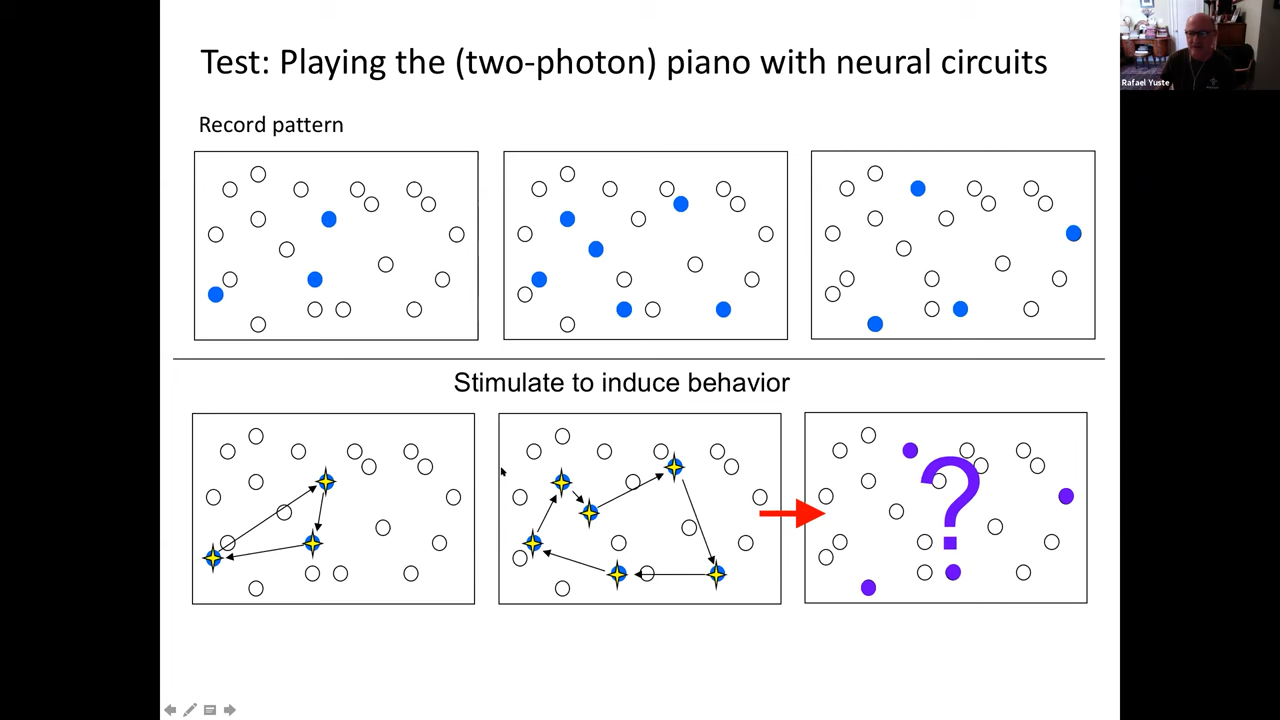 Test: Playing the (two-photon) piano with neural circuits
Rafael Yuste
Record pattern
Stimulate to induce behavior
?